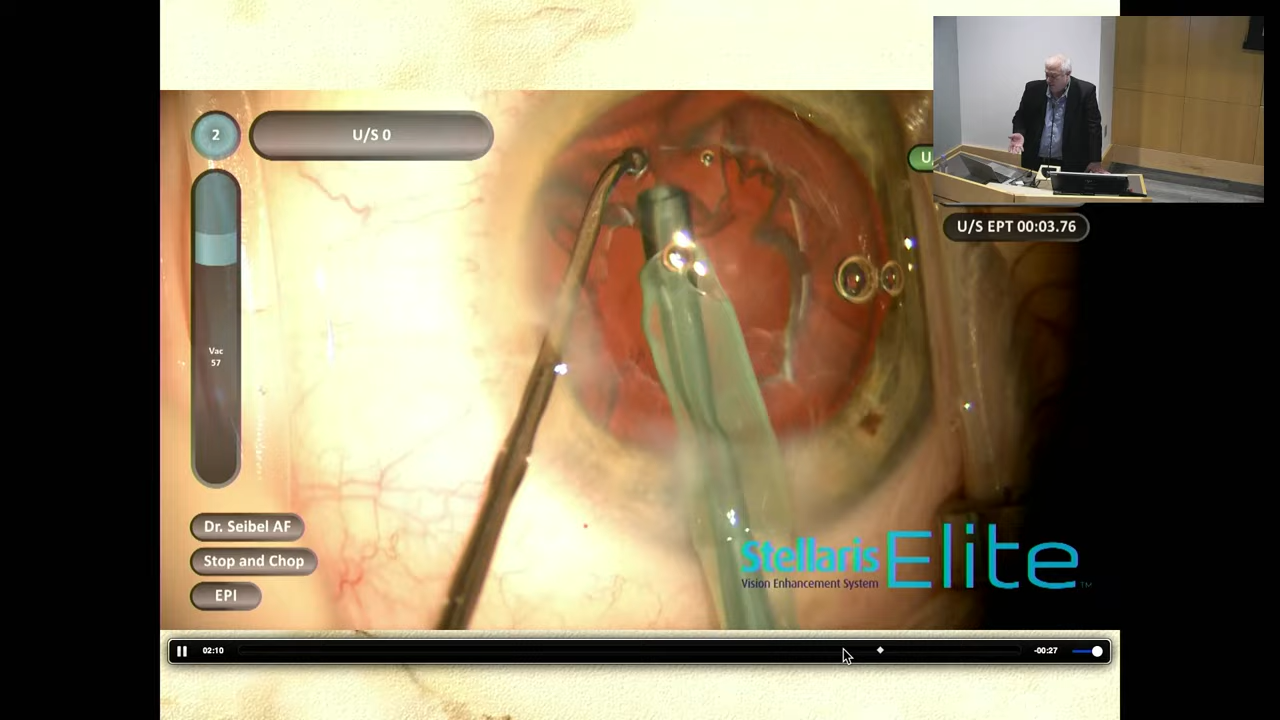 2
U/S 0
U
U/S EPT 00:03.76
Vac
57
Dr. Seibel AF
Stop and Chop
EPI
Stellaris Elite™
Vision Enhancement System
02:10
-00:27